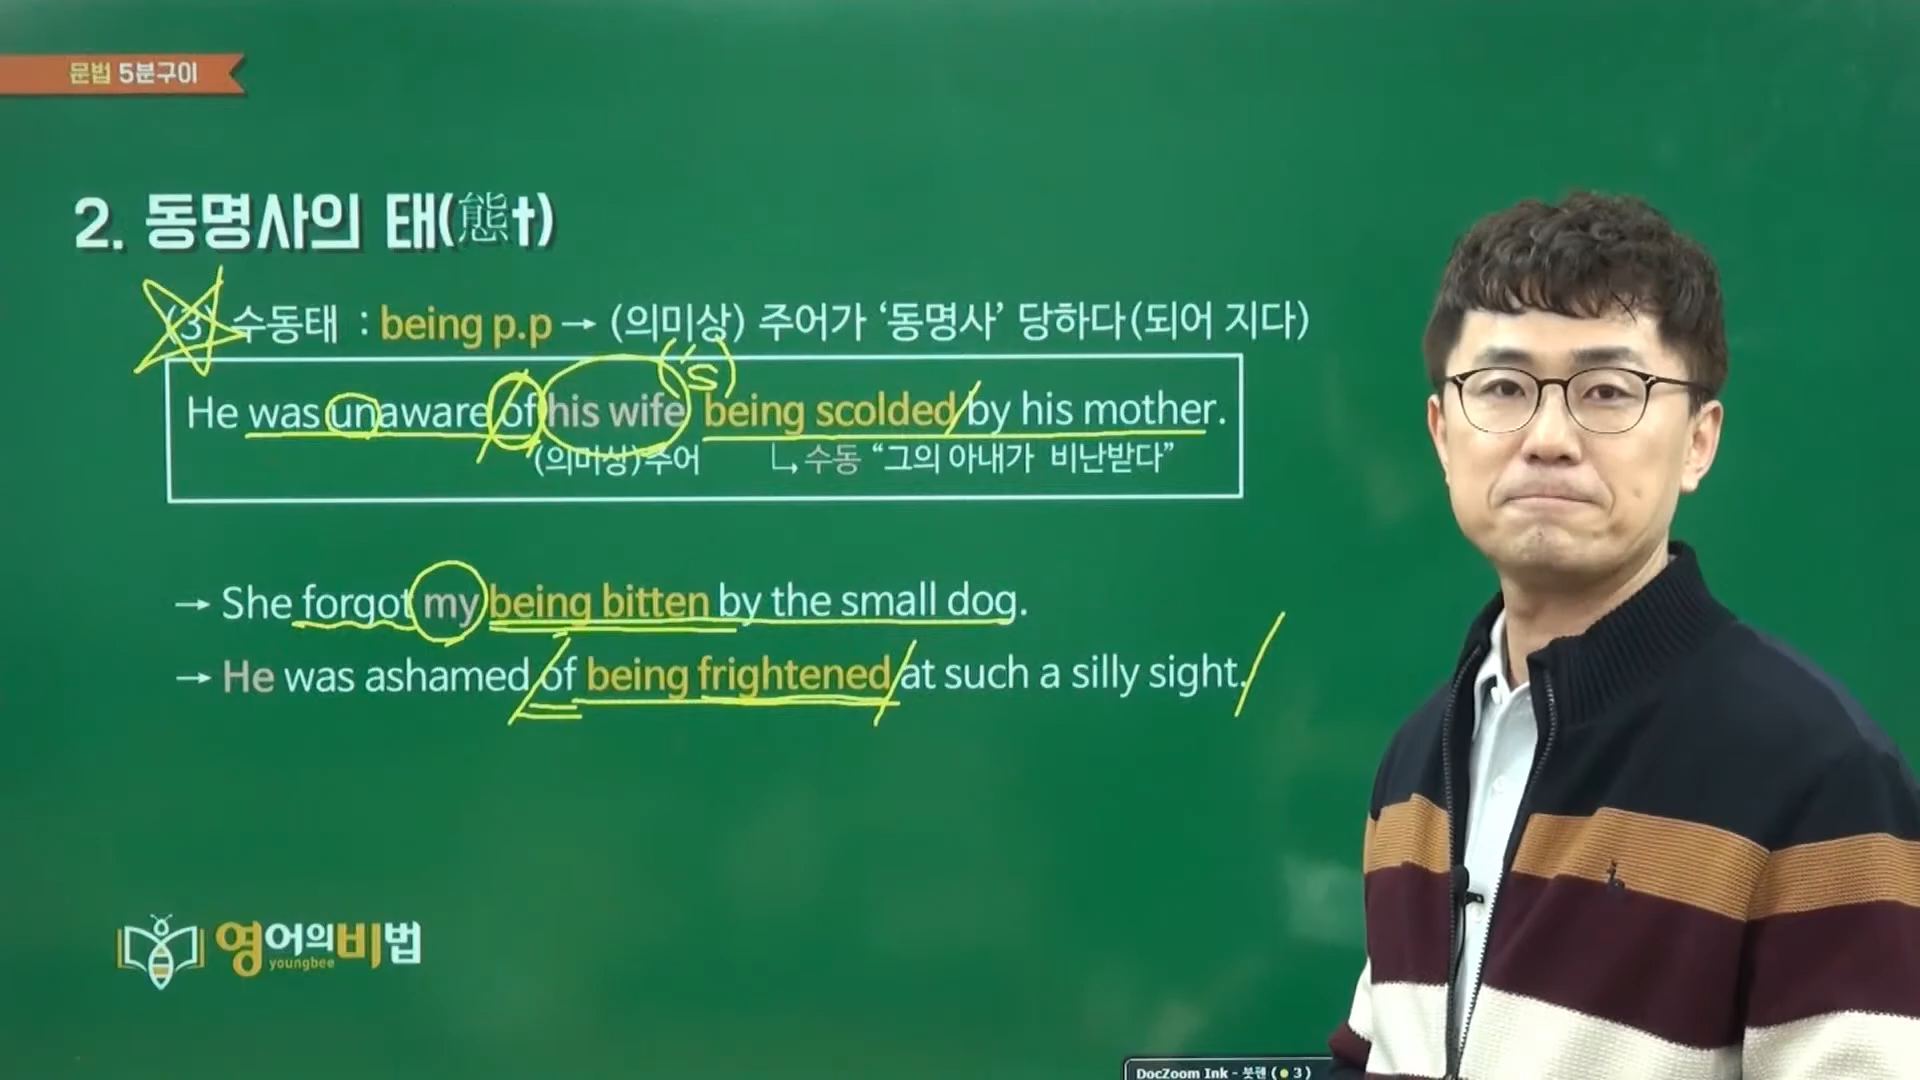 문법 5분구이
2. 동명사의 태(態t)
(3) 수동태 : being p.p → (의미상) 주어가 ‘동명사’ 당하다(되어 지다)
('s)
He was unaware of his wife being scolded by his mother.
(의미상)주어 수동 “그의 아내가 비난받다”
→ She forgot my being bitten by the small dog.
→ He was ashamed of being frightened at such a silly sight.
영어의비법
youngbee
DocZoom Ink - 붓펜 (● 3 )